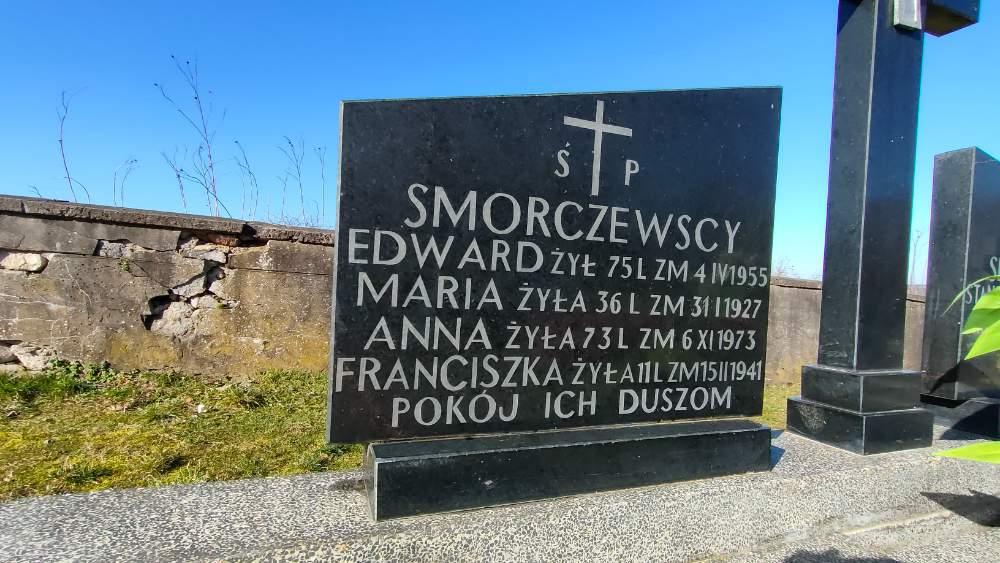 Ś P
SMORCZEWSCY
EDWARD ŻYŁ 75 L ZM 4 IV 1955
MARIA ŻYŁA 36 L ZM 31 I 1927
ANNA ŻYŁA 73 L ZM 6 XI 1973
FRANCISZKA ŻYŁA 11 L ZM 15 II 1941
POKÓJ ICH DUSZOM